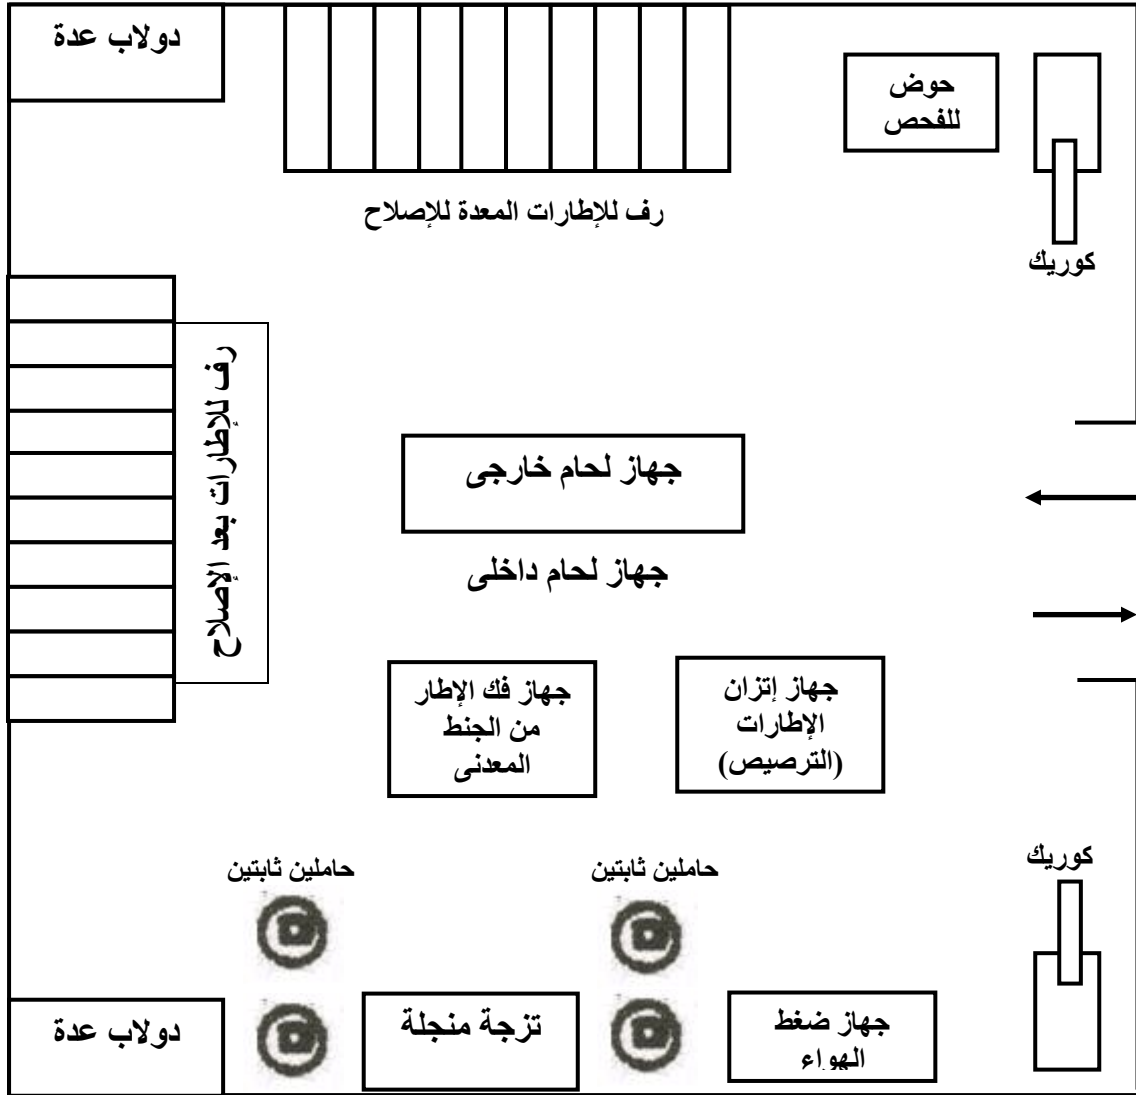 دولاب عدة
حوض
للفحص
رف للإطارات المعدة للإصلاح
كوريك
رف للإطارات بعد الإصلاح
جهاز لحام خارجى
جهاز لحام داخلى
جهاز إتزان
الإطارات
(الترصيص)
جهاز فك الإطار
من الجنط
المعدنى
كوريك
حاملين ثابتين
حاملين ثابتين
جهاز ضغط
الهواء
تزجة منجلة
دولاب عدة